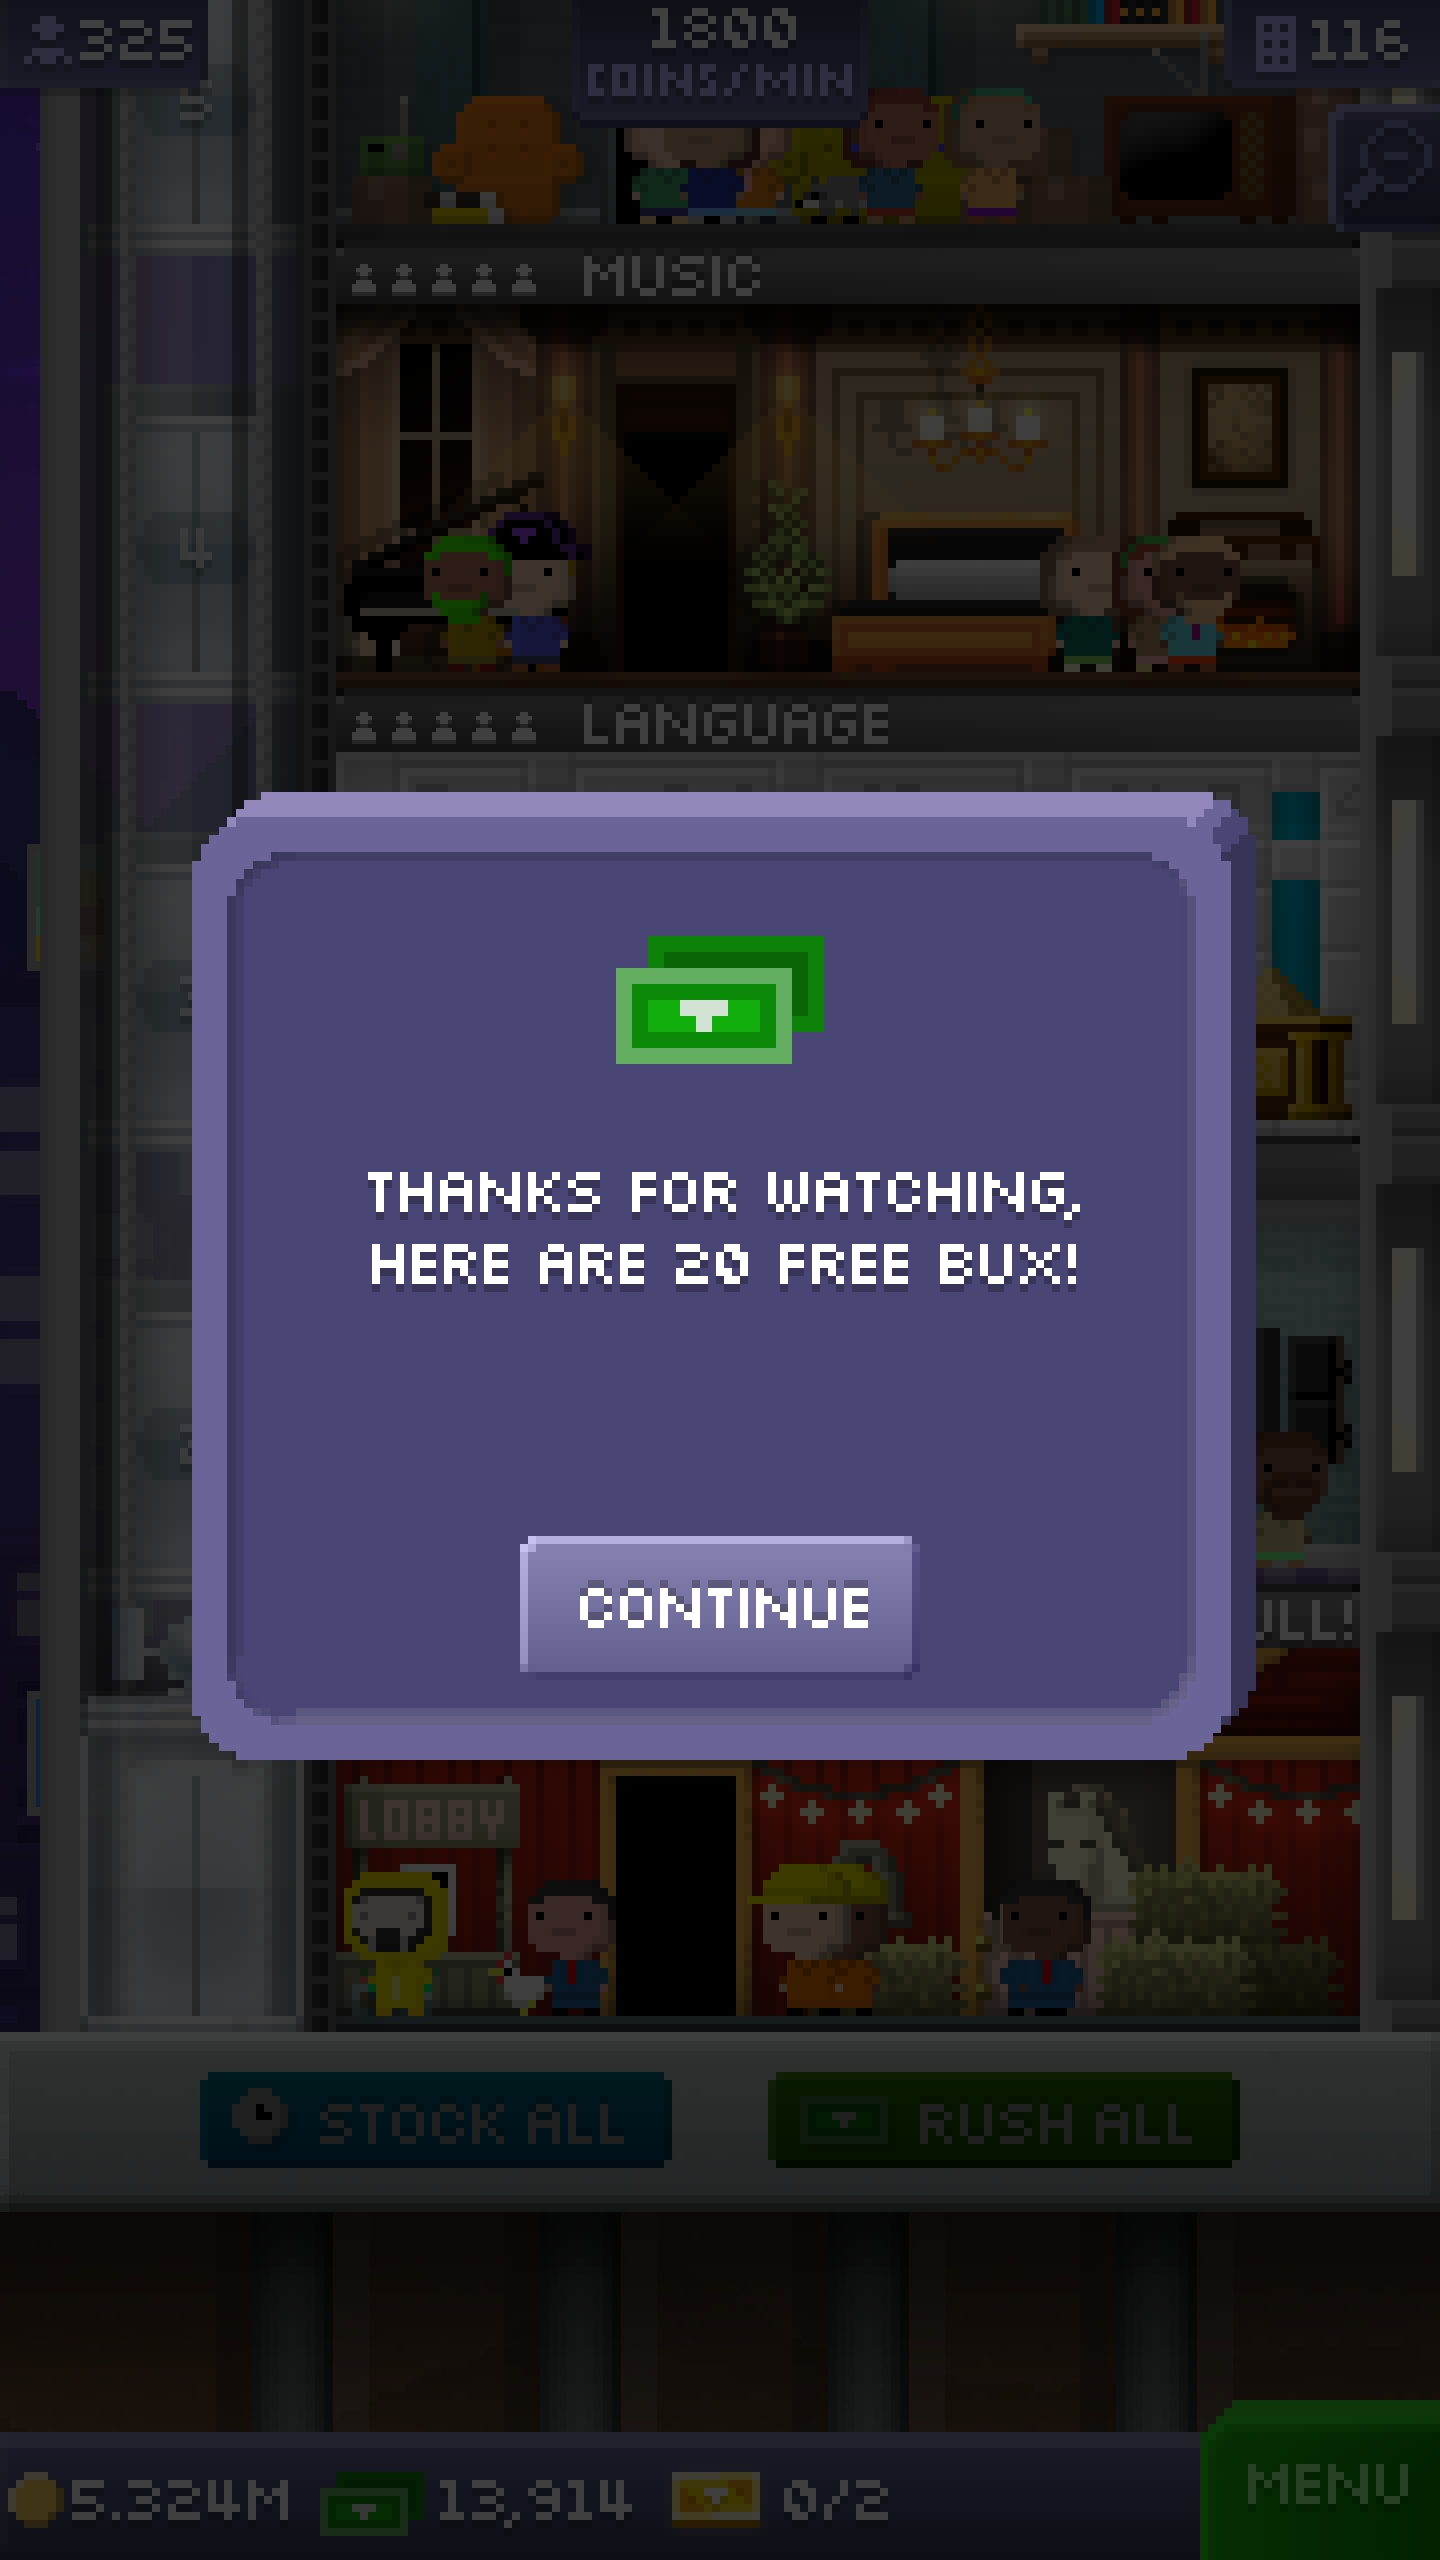 325
1800
COINS/MIN
116
5
MUSIC
4
LANGUAGE
THANKS FOR WATCHING,
HERE ARE 20 FREE BUX!
CONTINUE
LOBBY
STOCK ALL
RUSH ALL
5.324M
13,914
0/2
MENU